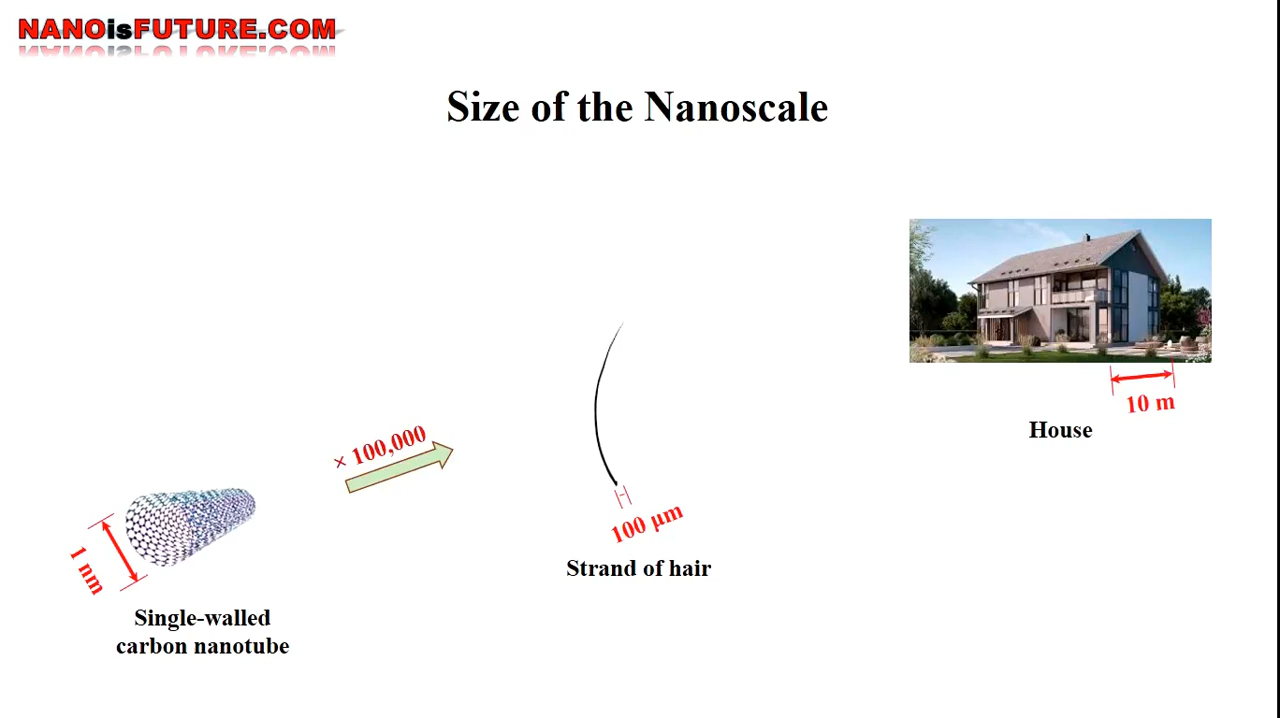 NANOisFUTURE.COM
Size of the Nanoscale
10 m
House
× 100,000
100 μm
Strand of hair
1 nm
Single-walled
carbon nanotube